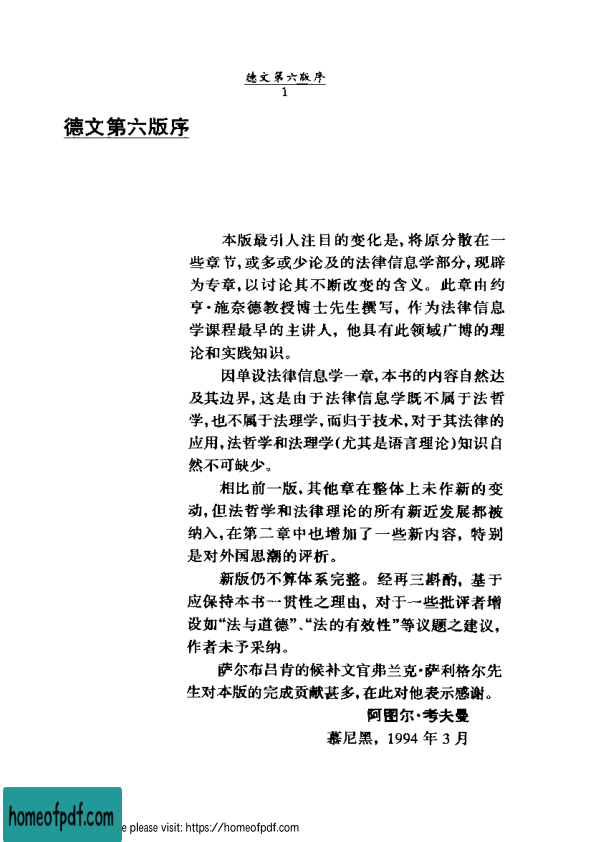 德文第六版序
1
德文第六版序
本版最引人注目的变化是，将原分散在一
些章节，或多或少论及的法律信息学部分，现辟
为专章，以讨论其不断改变的含义。此章由约
亨·施奈德教授博士先生撰写，作为法律信息
学课程最早的主讲人，他具有此领域广博的理
论和实践知识。
因单设法律信息学一章，本书的内容自然达
及其边界，这是由于法律信息学既不属于法哲
学，也不属于法理学，而归于技术，对于其法律的
应用，法哲学和法理学（尤其是语言理论）知识自
然不可缺少。
相比前一版，其他章在整体上未作新的变
动，但法哲学和法律理论的所有新近发展都被
纳入，在第二章中也增加了一些新内容，特别
是对外国思潮的评析。
新版仍不算体系完整。经再三斟酌，基于
应保持本书一贯性之理由，对于一些批评者增
设如“法与道德”、“法的有效性”等议题之建议，
作者未予采纳。
萨尔布吕肯的候补文官弗兰克·萨利格尔先
生对本版的完成贡献甚多，在此对他表示感谢。
阿图尔·考夫曼
慕尼黑，1994 年 3 月
homeofpdf.com
e please visit: https://homeofpdf.com